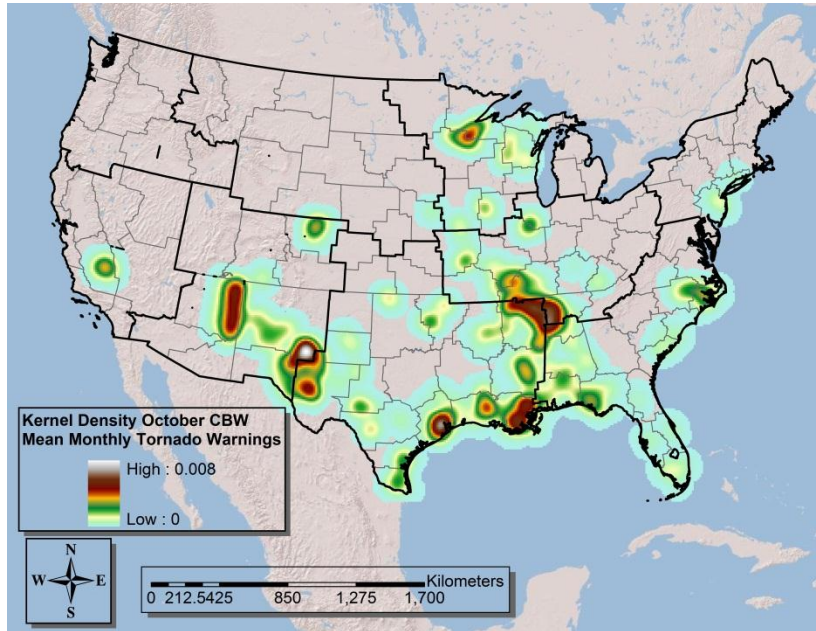 Kernel Density October CBW
Mean Monthly Tornado Warnings
High : 0.008
Low : 0
N
W E
S
Kilometers
0 212.5425 850 1,275 1,700